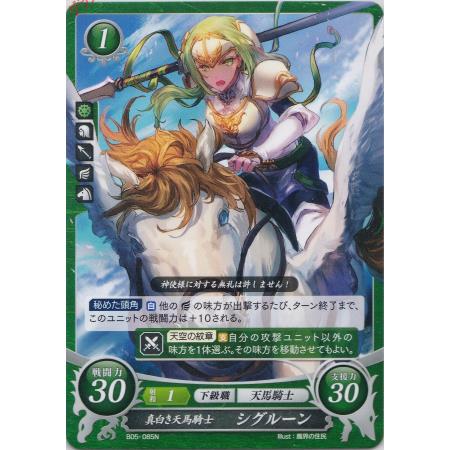 1
神使様に対する無礼は許しません!
秘めた頭角 自 他の の味方が出撃するたび、ターン終了まで、
このユニットの戦闘力は+10される。
天空の紋章 支 自分の攻撃ユニット以外の
味方を1体選ぶ。その味方を移動させてもよい。
戦闘力 30
射程 1
下級職
天馬騎士
支援力 30
真白き天馬騎士 シグルーン
B05-085N
Illust:魔界の住民